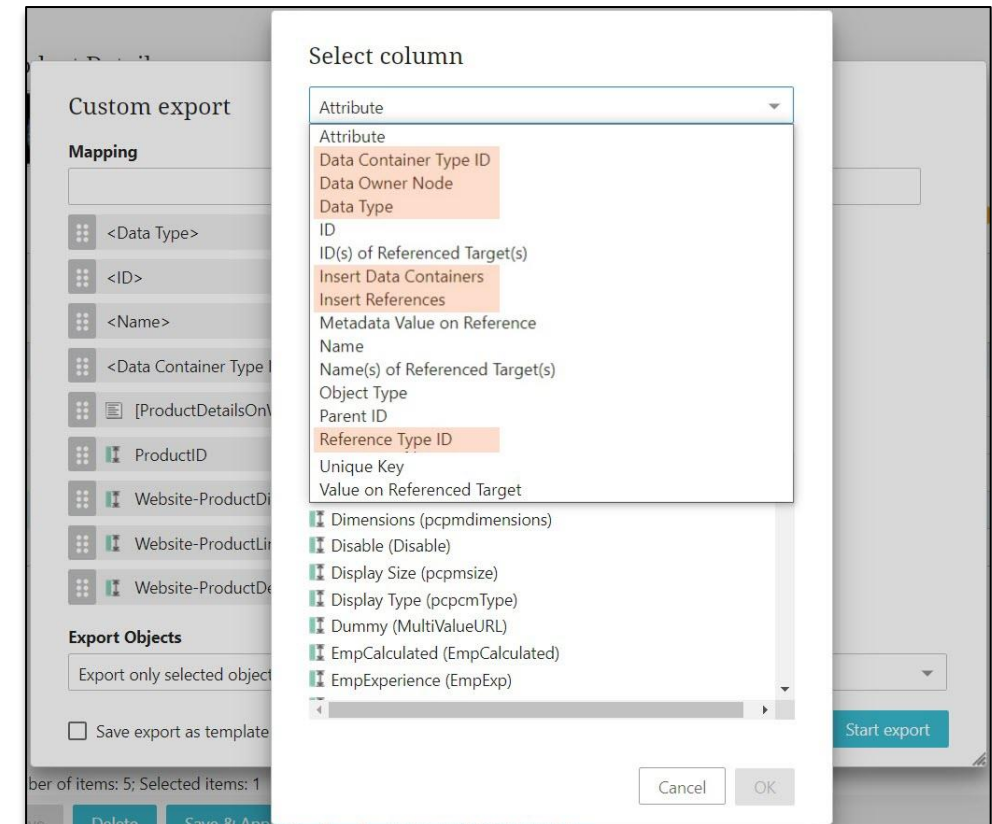 Select column
Attribute
Attribute
Data Container Type ID
Data Owner Node
Data Type
ID
ID(s) of Referenced Target(s)
Insert Data Containers
Insert References
Metadata Value on Reference
Name
Name(s) of Referenced Target(s)
Object Type
Parent ID
Reference Type ID
Unique Key
Value on Referenced Target
Dimensions (pcpmdimensions)
Disable (Disable)
Display Size (pcpmsize)
Display Type (pcpcmType)
Dummy (MultiValueURL)
EmpCalculated (EmpCalculated)
EmpExperience (EmpExp)
Cancel
OK
Custom export
Mapping
<Data Type>
<ID>
<Name>
<Data Container Type
[ProductDetailsOn
ProductID
Website-ProductDi
Website-ProductLi
Website-ProductDe
Export Objects
Export only selected object
Save export as template
Start export
ber of items: 5; Selected items: 1
Delete
Save & App